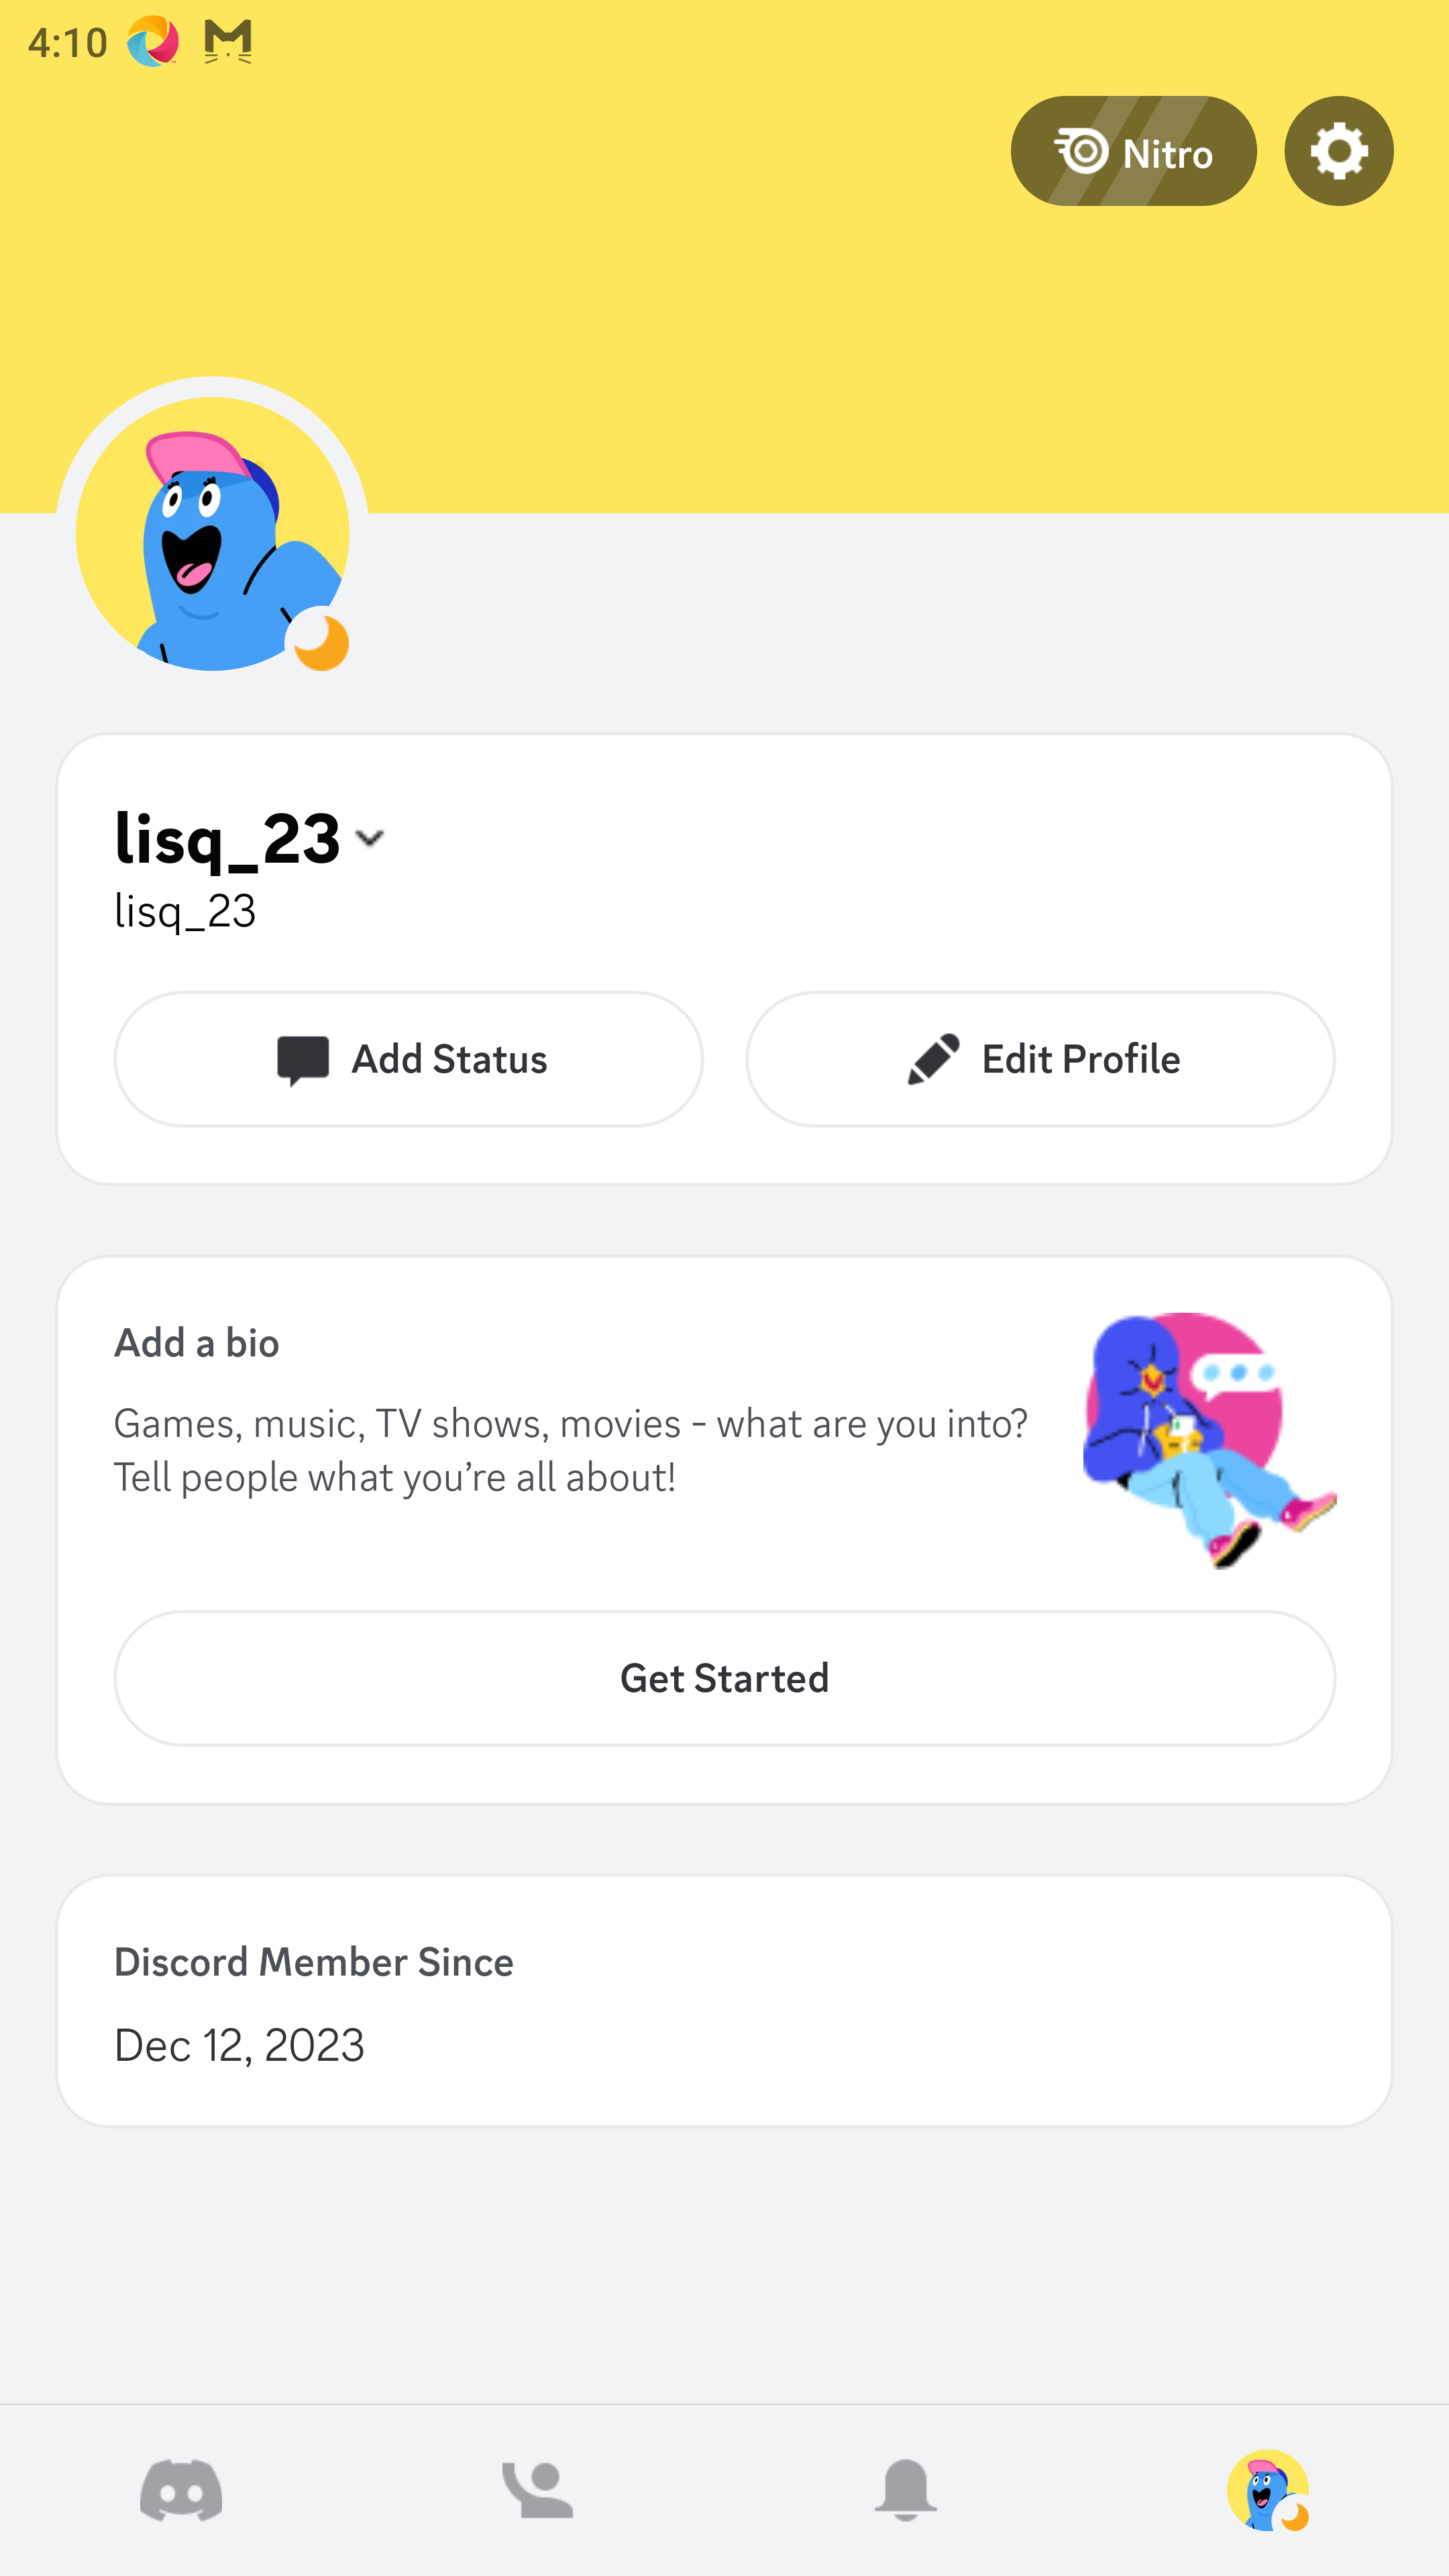 4:10
Nitro
lisq_23
lisq_23
Add Status
Edit Profile
Add a bio
Games, music, TV shows, movies - what are you into?
Tell people what you’re all about!
Get Started
Discord Member Since
Dec 12, 2023